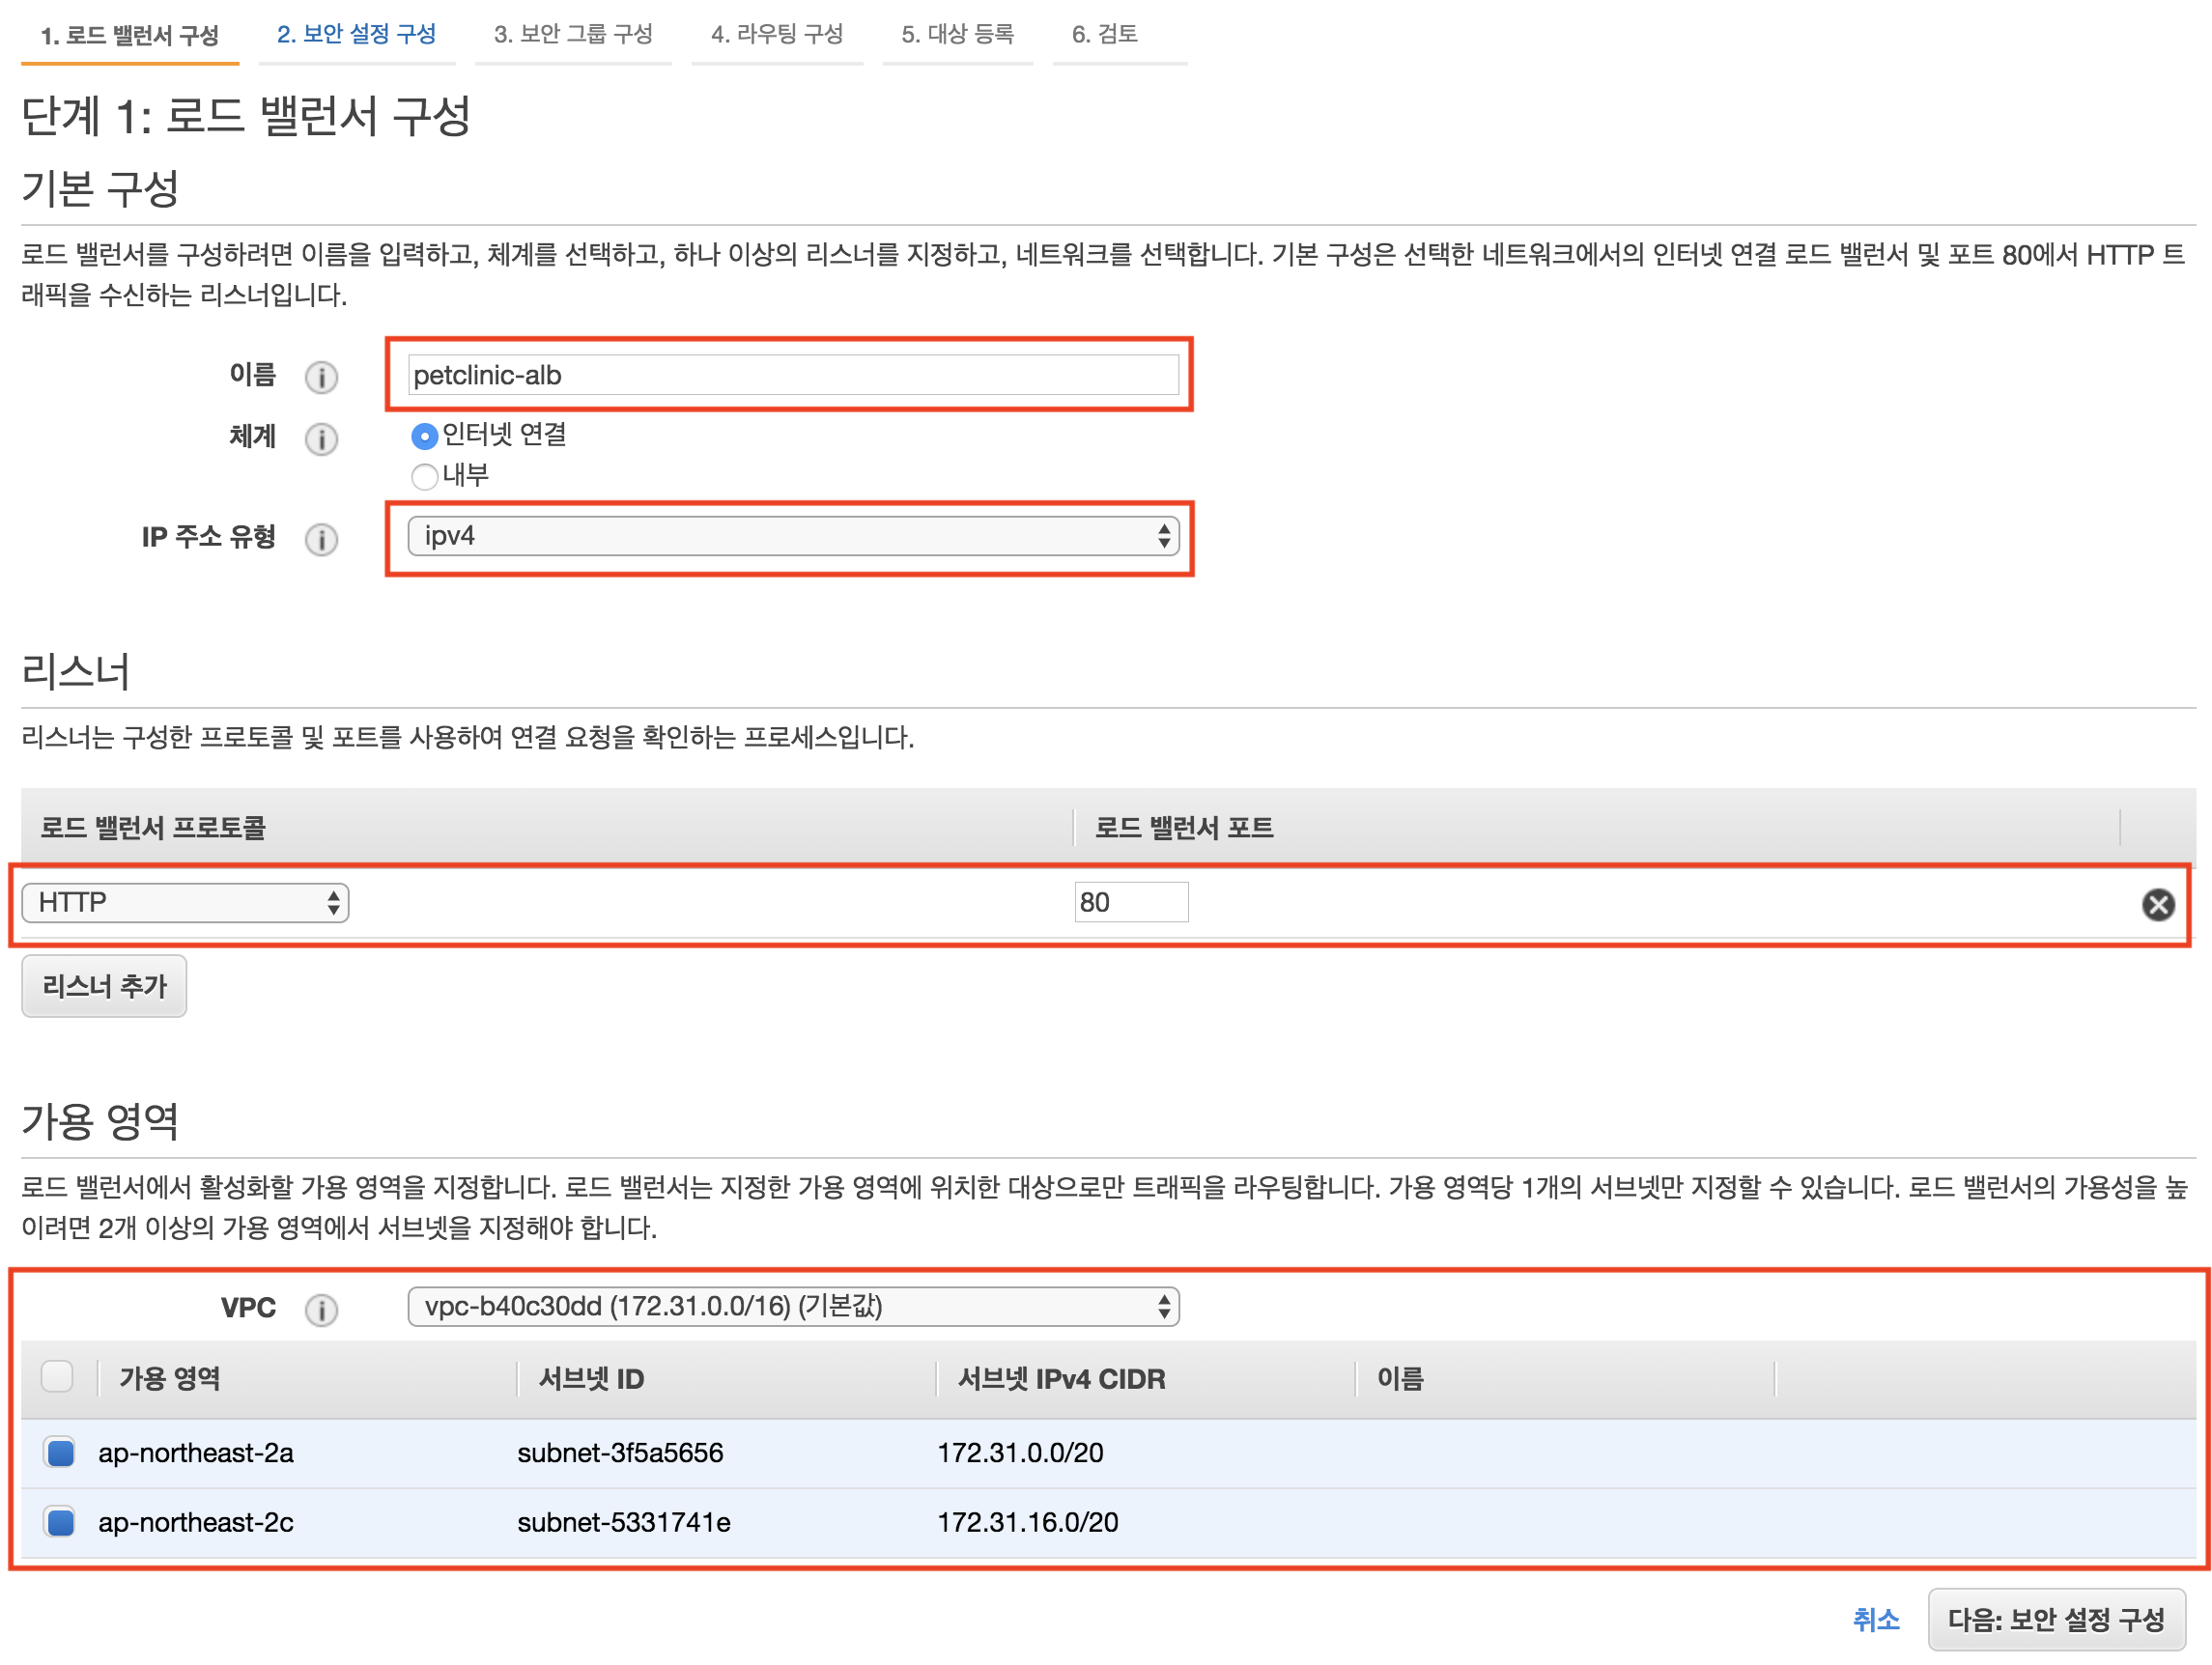 1. 로드 밸런서 구성 2. 보안 설정 구성 3. 보안 그룹 구성 4. 라우팅 구성 5. 대상 등록 6. 검토
단계 1: 로드 밸런서 구성
기본 구성
로드 밸런서를 구성하려면 이름을 입력하고, 체계를 선택하고, 하나 이상의 리스너를 지정하고, 네트워크를 선택합니다. 기본 구성은 선택한 네트워크에서의 인터넷 연결 로드 밸런서 및 포트 80에서 HTTP 트
래픽을 수신하는 리스너입니다.
이름 petclinic-alb
체계 인터넷 연결
내부
IP 주소 유형 ipv4
리스너
리스너는 구성한 프로토콜 및 포트를 사용하여 연결 요청을 확인하는 프로세스입니다.
로드 밸런서 프로토콜 로드 밸런서 포트
HTTP 80
리스너 추가
가용 영역
로드 밸런서에서 활성화할 가용 영역을 지정합니다. 로드 밸런서는 지정한 가용 영역에 위치한 대상으로만 트래픽을 라우팅합니다. 가용 영역당 1개의 서브넷만 지정할 수 있습니다. 로드 밸런서의 가용성을 높
이려면 2개 이상의 가용 영역에서 서브넷을 지정해야 합니다.
VPC vpc-b40c30dd (172.31.0.0/16) (기본값)
가용 영역 서브넷 ID 서브넷 IPv4 CIDR 이름
ap-northeast-2a subnet-3f5a5656 172.31.0.0/20
ap-northeast-2c subnet-5331741e 172.31.16.0/20
취소 다음: 보안 설정 구성